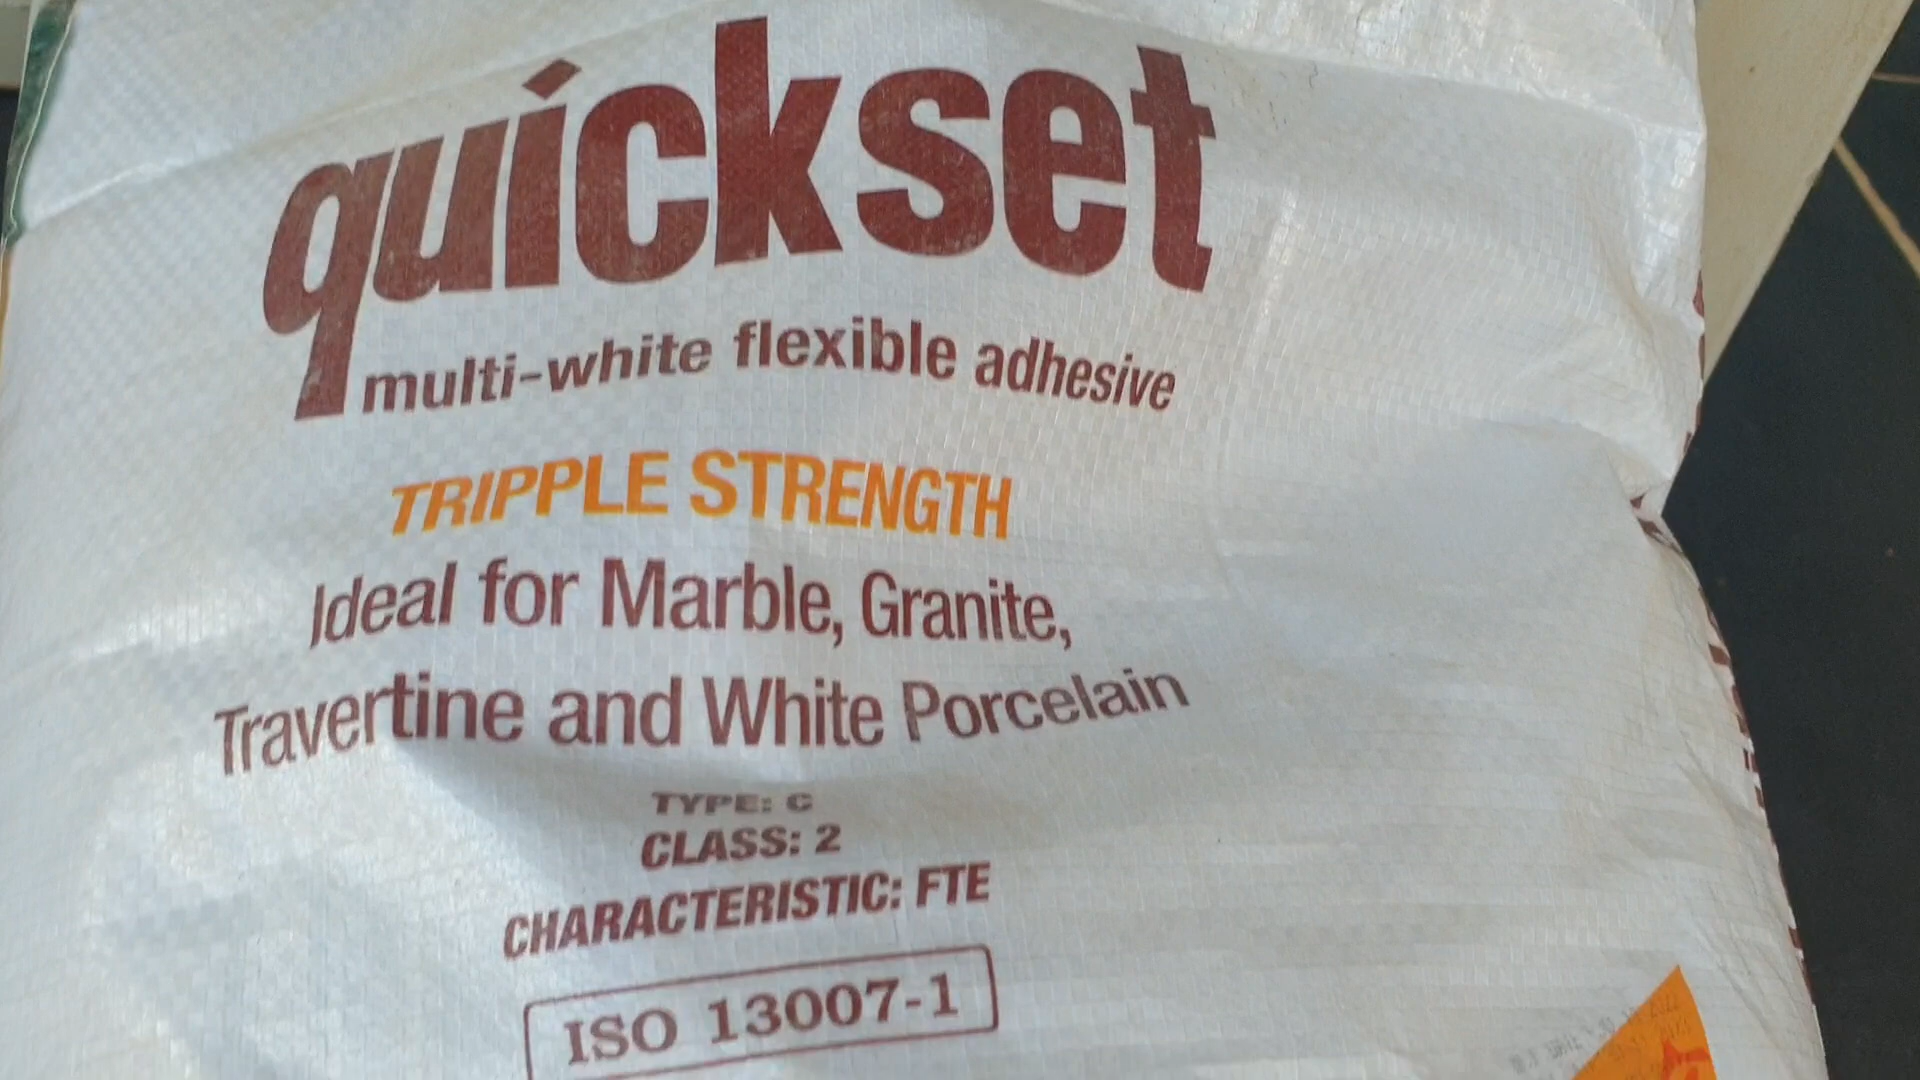 quickset
multi-white flexible adhesive
TRIPPLE STRENGTH
Ideal for Marble, Granite,
Travertine and White Porcelain
TYPE: C
CLASS: 2
CHARACTERISTIC: FTE
ISO 13007-1